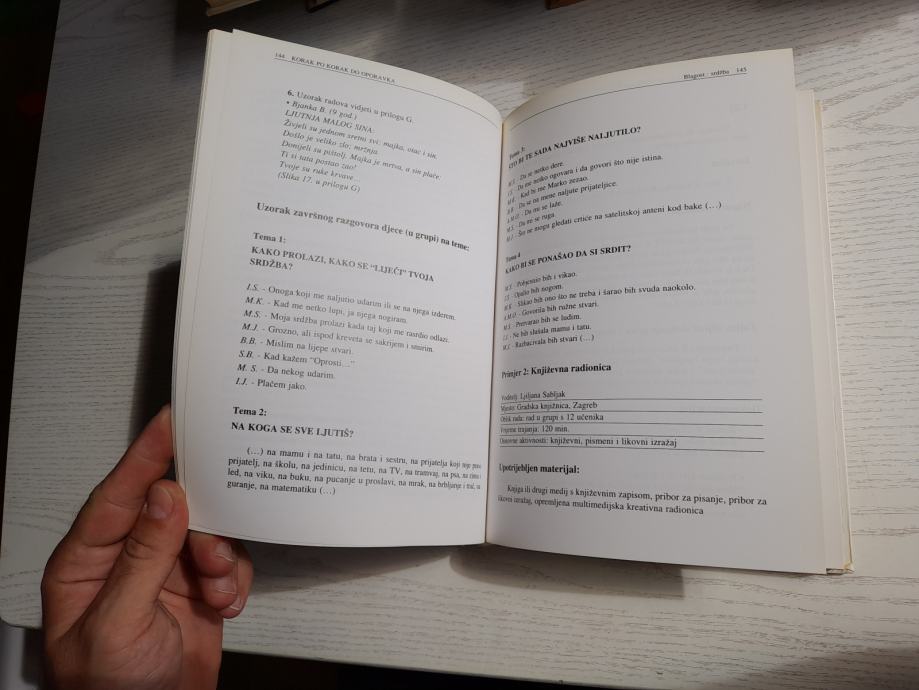 144 KORAK PO KORAK DO OPORAVKA
6. Uzorak radova vidjeti u prilogu G.
• Bjanka B. (9 god.)
LJUTNJA MALOG SINA:
Živjeli su jednom sretni svi; majka, otac i sin.
Došlo je veliko zlo; mržnja.
Donijeli su pištolj. Majka je mrtva, a sin plače:
Ti si tata postao zao!
Tvoje su ruke krvave...
(Slika 17. u prilogu G)
Uzorak završnog razgovora djece (u grupi) na teme:
Tema 1:
KAKO PROLAZI, KAKO SE "LIJEČI" TVOJA
SRDŽBA?
I.S. - Onoga koji me naljutio udarim ili se na njega izderem.
M.K. - Kad me netko lupi, ja njega nogiram.
M.S. - Moja srdžba prolazi kada taj koji me rasrdio odlazi.
M.J. - Grozno, ali ispod kreveta se sakrijem i smirim.
B.B. - Mislim na lijepe stvari.
S.B. - Kad kažem "Oprosti..."
M. S. - Da nekog udarim.
I.J. - Plačem jako.
Tema 2:
NA KOGA SE SVE LJUTIŠ?
(…) na mamu i na tatu, na brata i sestru, na prijatelja koji nije pravi
prijatelj, na školu, na jedinicu, na tetu, na TV, na tramvaj, na psa, na zimu i
led, na viku, na buku, na pucanje u proslavi, na mrak, na brbljanje i trač, na
guranje, na matematiku (…)
Blagost - srdžba 145
Tema 3:
ŠTO BI TE SADA NAJVIŠE NALJUTILO?
M.Š. - Da se netko dere.
I.S. - Da me netko ogovara i da govori što nije istina.
M.K. - Kad bi me Marko zezao.
B.B. - Da se na mene naljute prijateljice.
A.M.O. - Da mi se laže.
M.S. - Da mi se ruga.
M.J. - Što ne mogu gledati crtiće na satelitskoj anteni kod bake (…)
Tema 4
KAKO BI SE PONAŠAO DA SI SRDIT?
M.S. - Pobjesnio bih i vikao.
I.S. - Opalio bih nogom.
M.K. - Slikao bih ono što ne treba i šarao bih svuda naokolo.
A.M.O. - Govorila bih ružne stvari.
M.S. - Pretvarao bih se ludim.
I.J. - Ne bih slušala mamu i tatu.
M.J. - Razbacivala bih stvari (…)
Primjer 2: Književna radionica
Voditelj: Ljiljana Sabljak
Mjesto: Gradska knjižnica, Zagreb
Oblik rada: rad u grupi s 12 učenika
Vrijeme trajanja: 120 min.
Osnovne aktivnosti: književni, pismeni i likovni izražaj
Upotrijebljen materijal:
Knjiga ili drugi medij s književnim zapisom, pribor za pisanje, pribor za
likovni izražaj, opremljena multimedijska kreativna radionica